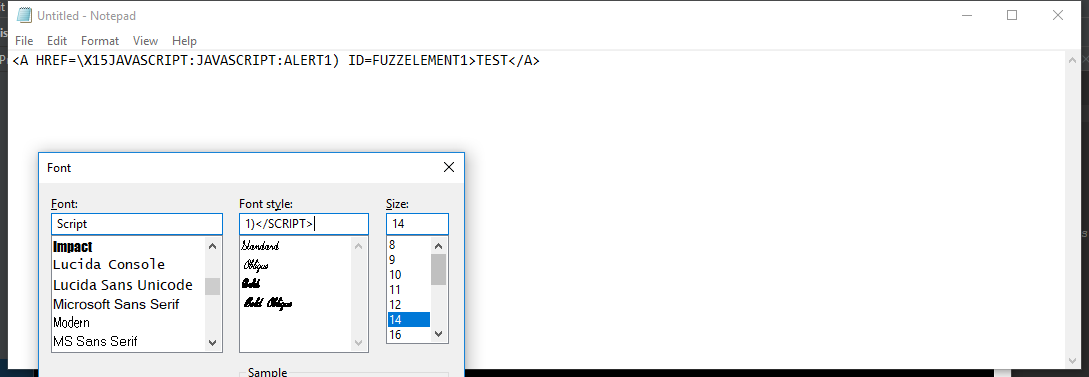 Untitled - Notepad
File Edit Format View Help
<A HREF=\X15JAVASCRIPT:JAVASCRIPT:ALERT1) ID=FUZZELEMENT1>TEST</A>
Font
Font: Font style: Size:
Script 1)</SCRIPT> 14
Impact Standard 8
Lucida Console Oblique 9
Lucida Sans Unicode Bold 10
Microsoft Sans Serif Bold Oblique 11
Modern 12
MS Sans Serif 14
16
Sample